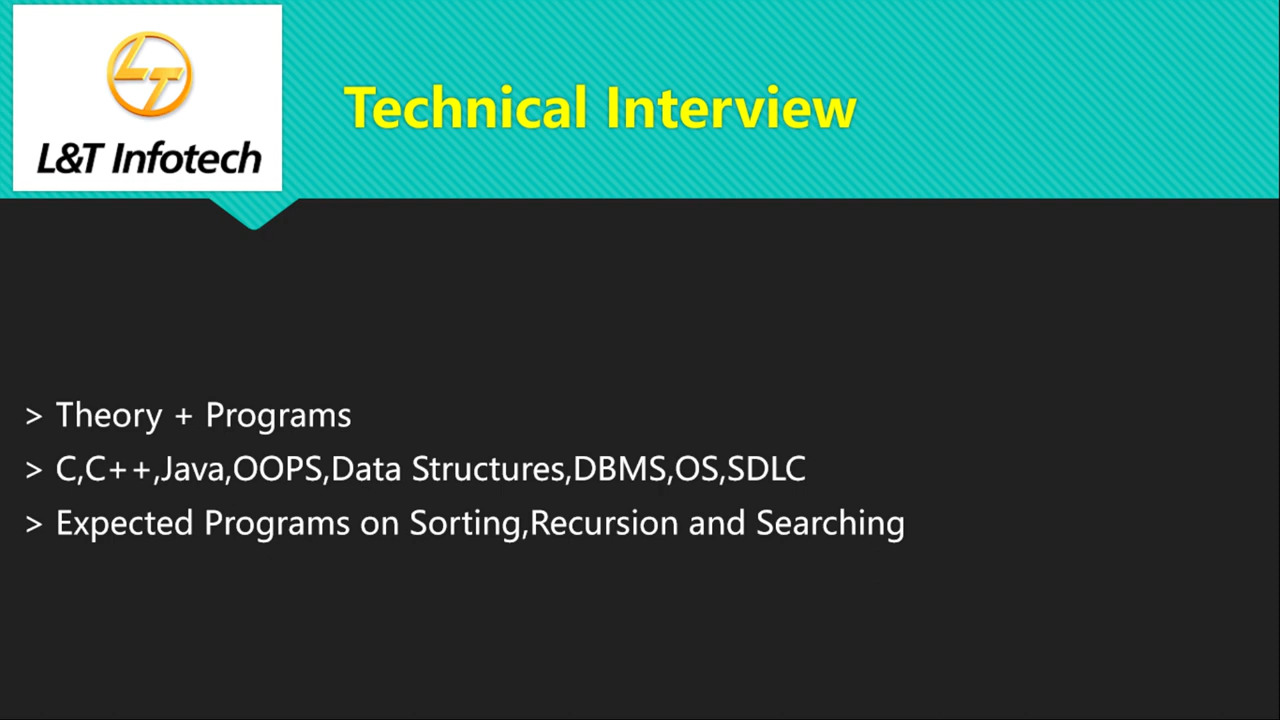 LT
L&T Infotech
Technical Interview
> Theory + Programs
> C,C++,Java,OOPS,Data Structures,DBMS,OS,SDLC
> Expected Programs on Sorting,Recursion and Searching